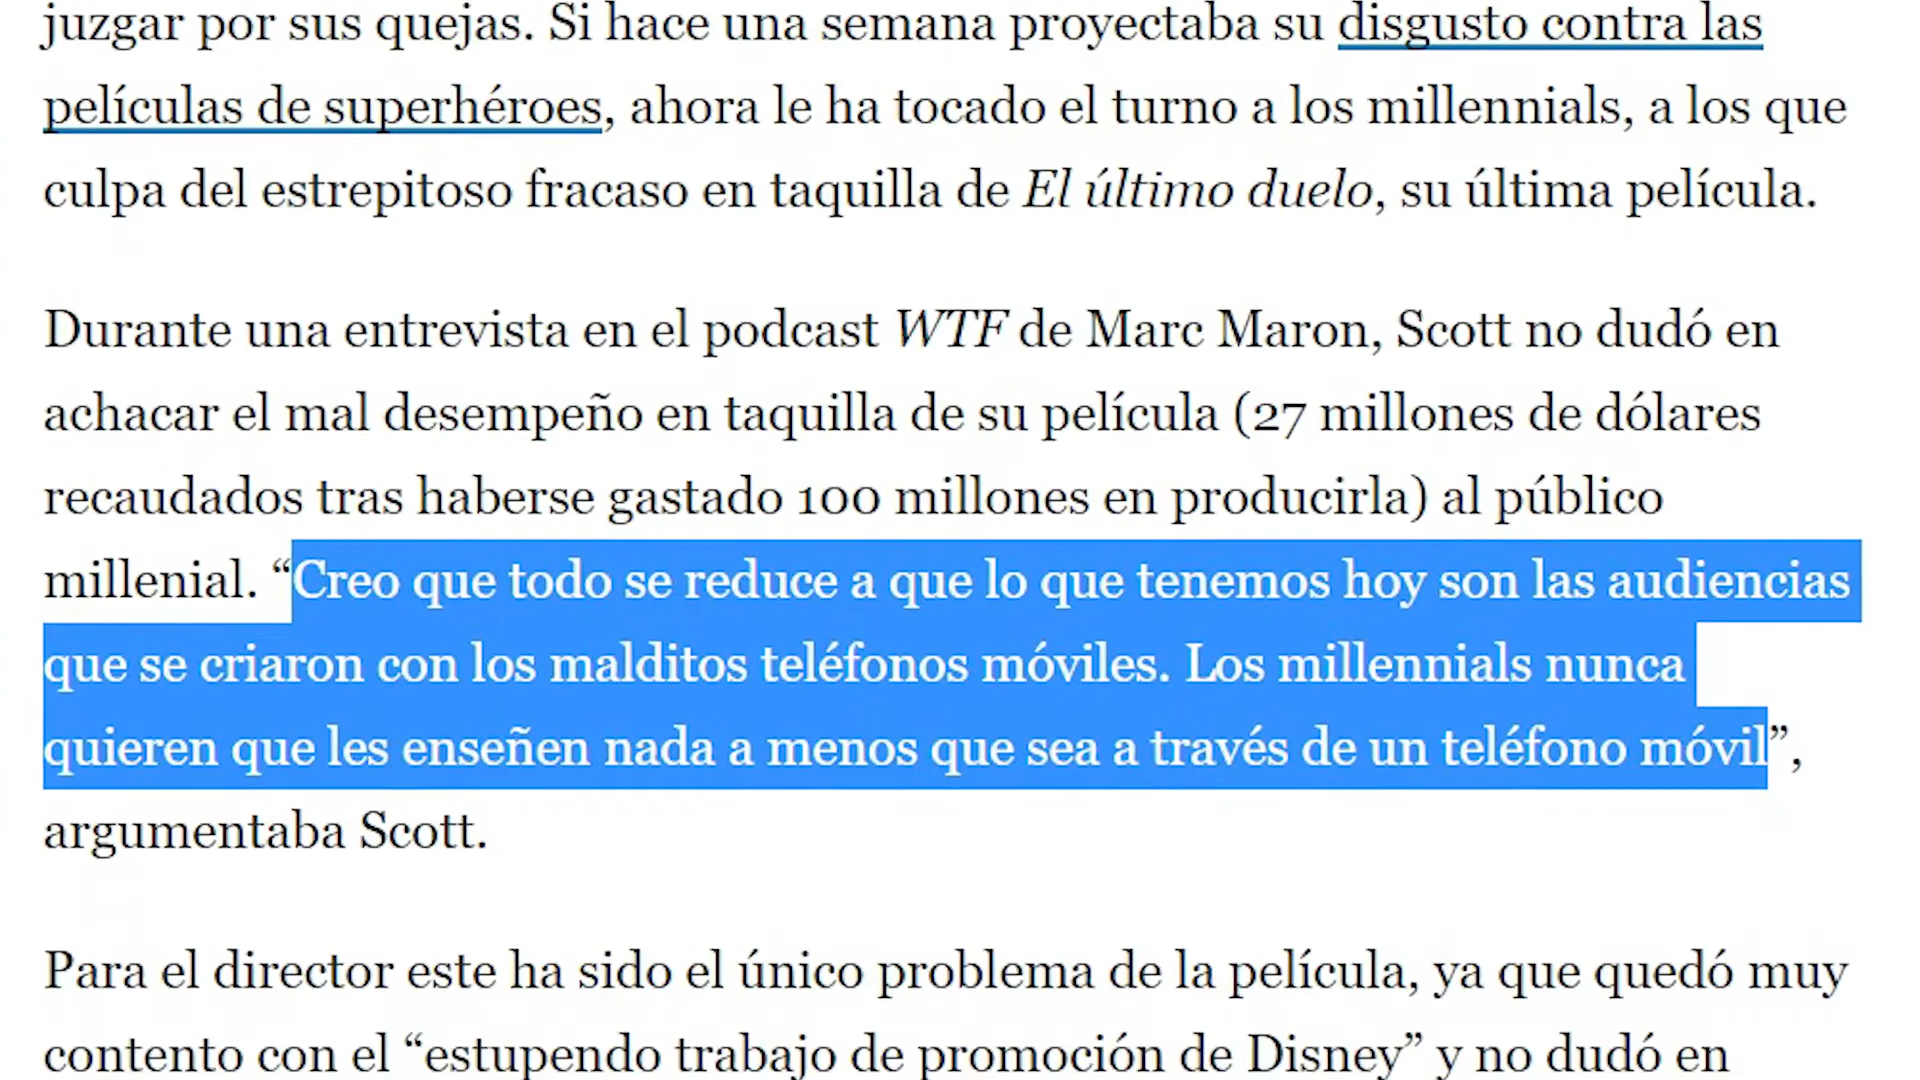 juzgar por sus quejas. Si hace una semana proyectaba su disgusto contra las
películas de superhéroes, ahora le ha tocado el turno a los millennials, a los que
culpa del estrepitoso fracaso en taquilla de El último duelo, su última película.
Durante una entrevista en el podcast WTF de Marc Maron, Scott no dudó en
achacar el mal desempeño en taquilla de su película (27 millones de dólares
recaudados tras haberse gastado 100 millones en producirla) al público
millenial. “Creo que todo se reduce a que lo que tenemos hoy son las audiencias
que se criaron con los malditos teléfonos móviles. Los millennials nunca
quieren que les enseñen nada a menos que sea a través de un teléfono móvil”,
argumentaba Scott.
Para el director este ha sido el único problema de la película, ya que quedó muy
contento con el “estupendo trabajo de promoción de Disney” y no dudó en